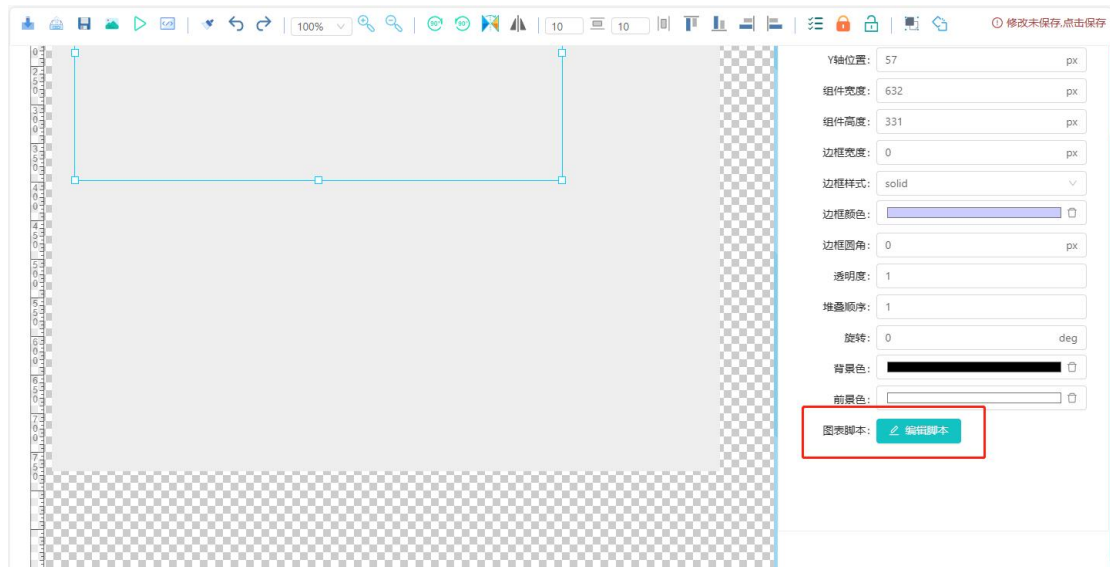 100%
90°
90°
10
10
修改未保存,点击保存
Y轴位置: 57 px
组件宽度: 632 px
组件高度: 331 px
边框宽度: 0 px
边框样式: solid
边框颜色:
边框圆角: 0 px
透明度: 1
堆叠顺序: 1
旋转: 0 deg
背景色:
前景色:
图表脚本: 编辑脚本